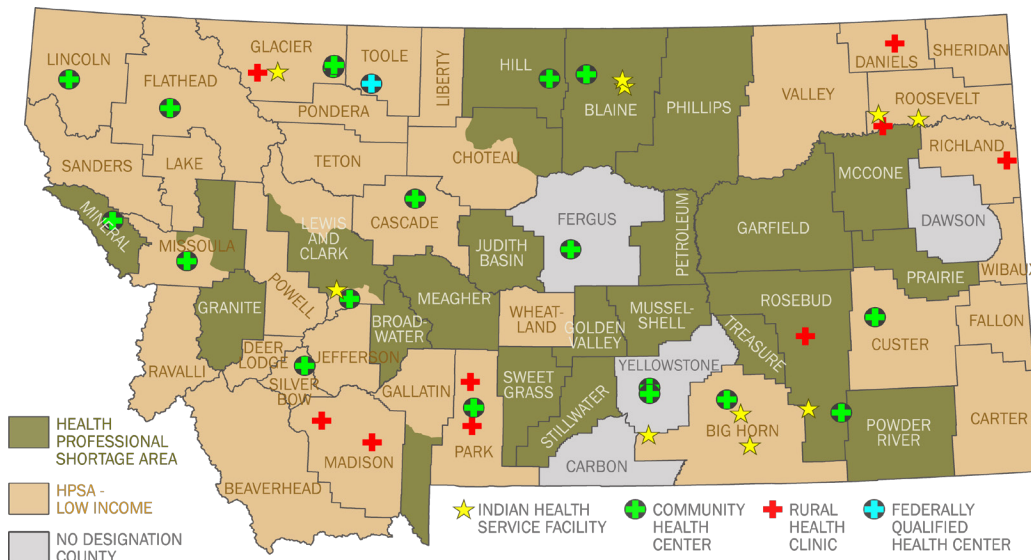 LINCOLN
FLATHEAD
GLACIER
TOOLE
LIBERTY
HILL
BLAINE
PHILLIPS
VALLEY
DANIELS
SHERIDAN
ROOSEVELT
PONDERA
SANDERS
LAKE
TETON
CHOTEAU
RICHLAND
MCCONE
MINERAL
MISSOULA
LEWIS
AND
CLARK
CASCADE
FERGUS
PETROLEUM
GARFIELD
DAWSON
JUDITH
BASIN
PRAIRIE
WIBAUX
GRANITE
POWELL
MEAGHER
BROAD-
WATER
WHEAT-
LAND
GOLDEN
VALLEY
MUSSEL-
SHELL
ROSEBUD
TREASURE
CUSTER
FALLON
RAVALLI
DEER
LODGE
JEFFERSON
SILVER
BOW
GALLATIN
SWEET
GRASS
STILLWATER
YELLOWSTONE
BIG HORN
POWDER
RIVER
CARTER
PARK
CARBON
MADISON
BEAVERHEAD
HEALTH
PROFESSIONAL
SHORTAGE AREA
HPSA -
LOW INCOME
NO DESIGNATION
COUNTY
INDIAN HEALTH
SERVICE FACILITY
COMMUNITY
HEALTH
CENTER
RURAL
HEALTH
CLINIC
FEDERALLY
QUALIFIED
HEALTH CENTER